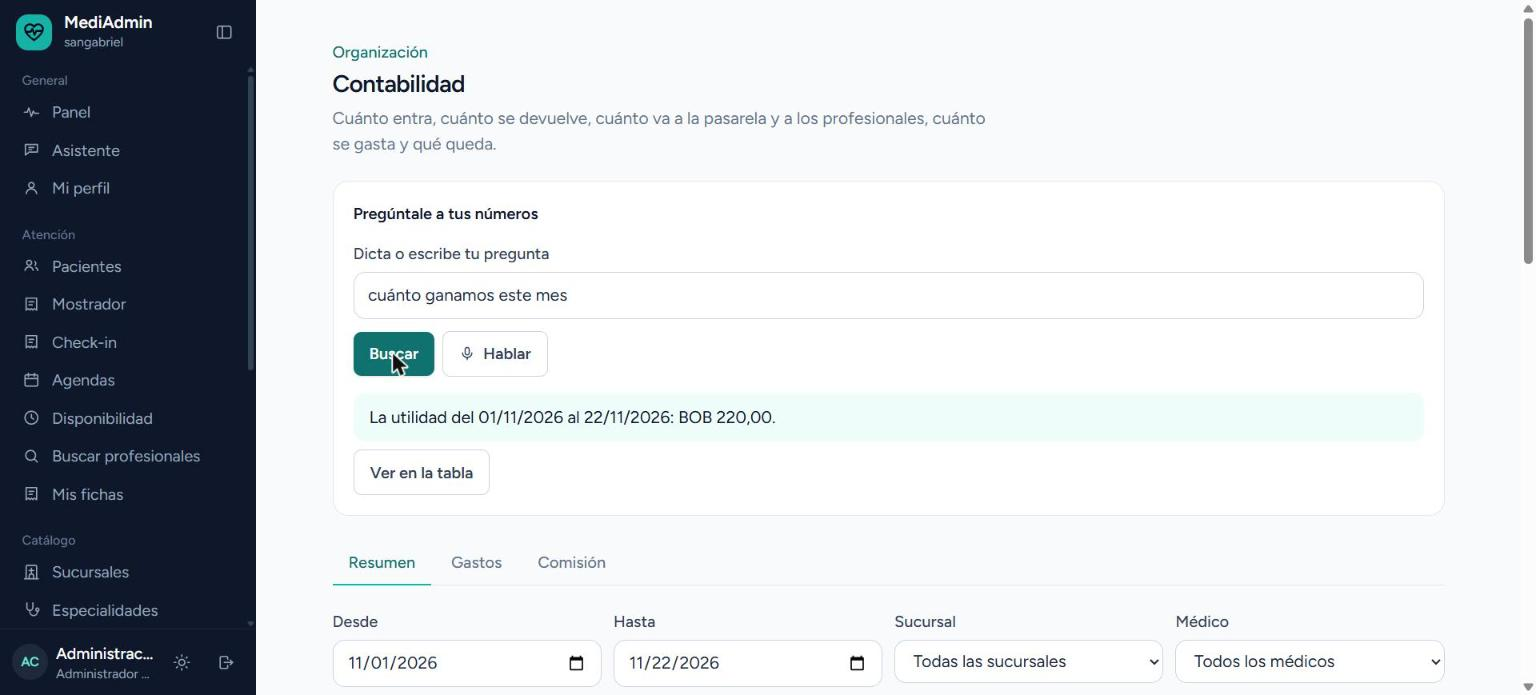 MediAdmin
sangabriel
General
Panel
Asistente
Mi perfil
Atención
Pacientes
Mostrador
Check-in
Agendas
Disponibilidad
Buscar profesionales
Mis fichas
Catálogo
Sucursales
Especialidades
AC
Administrac...
Administrador ...
Organización
Contabilidad
Cuánto entra, cuánto se devuelve, cuánto va a la pasarela y a los profesionales, cuánto
se gasta y qué queda.
Pregúntale a tus números
Dicta o escribe tu pregunta
cuánto ganamos este mes
Buscar Hablar
La utilidad del 01/11/2026 al 22/11/2026: BOB 220,00.
Ver en la tabla
Resumen Gastos Comisión
Desde Hasta Sucursal Médico
11/01/2026 11/22/2026 Todas las sucursales Todos los médicos